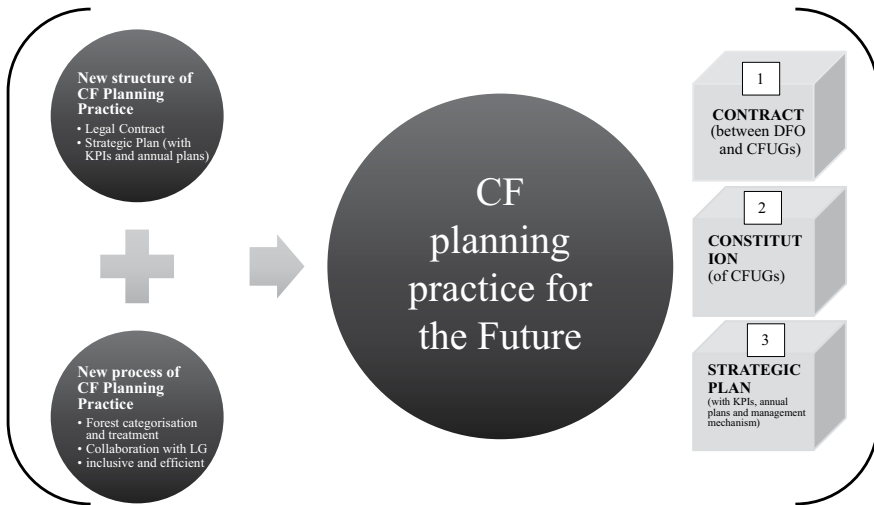 New structure of
CF Planning
Practice
• Legal Contract
• Strategic Plan (with
KPIs and annual plans)
New process of
CF Planning
Practice
• Forest categorisation
and treatment
• Collaboration with LG
• inclusive and efficient
CF
planning
practice for
the Future
1
CONTRACT
(between DFO
and CFUGs)
2
CONSTITUT
ION
(of CFUGs)
3
STRATEGIC
PLAN
(with KPIs, annual
plans and management
mechanism)